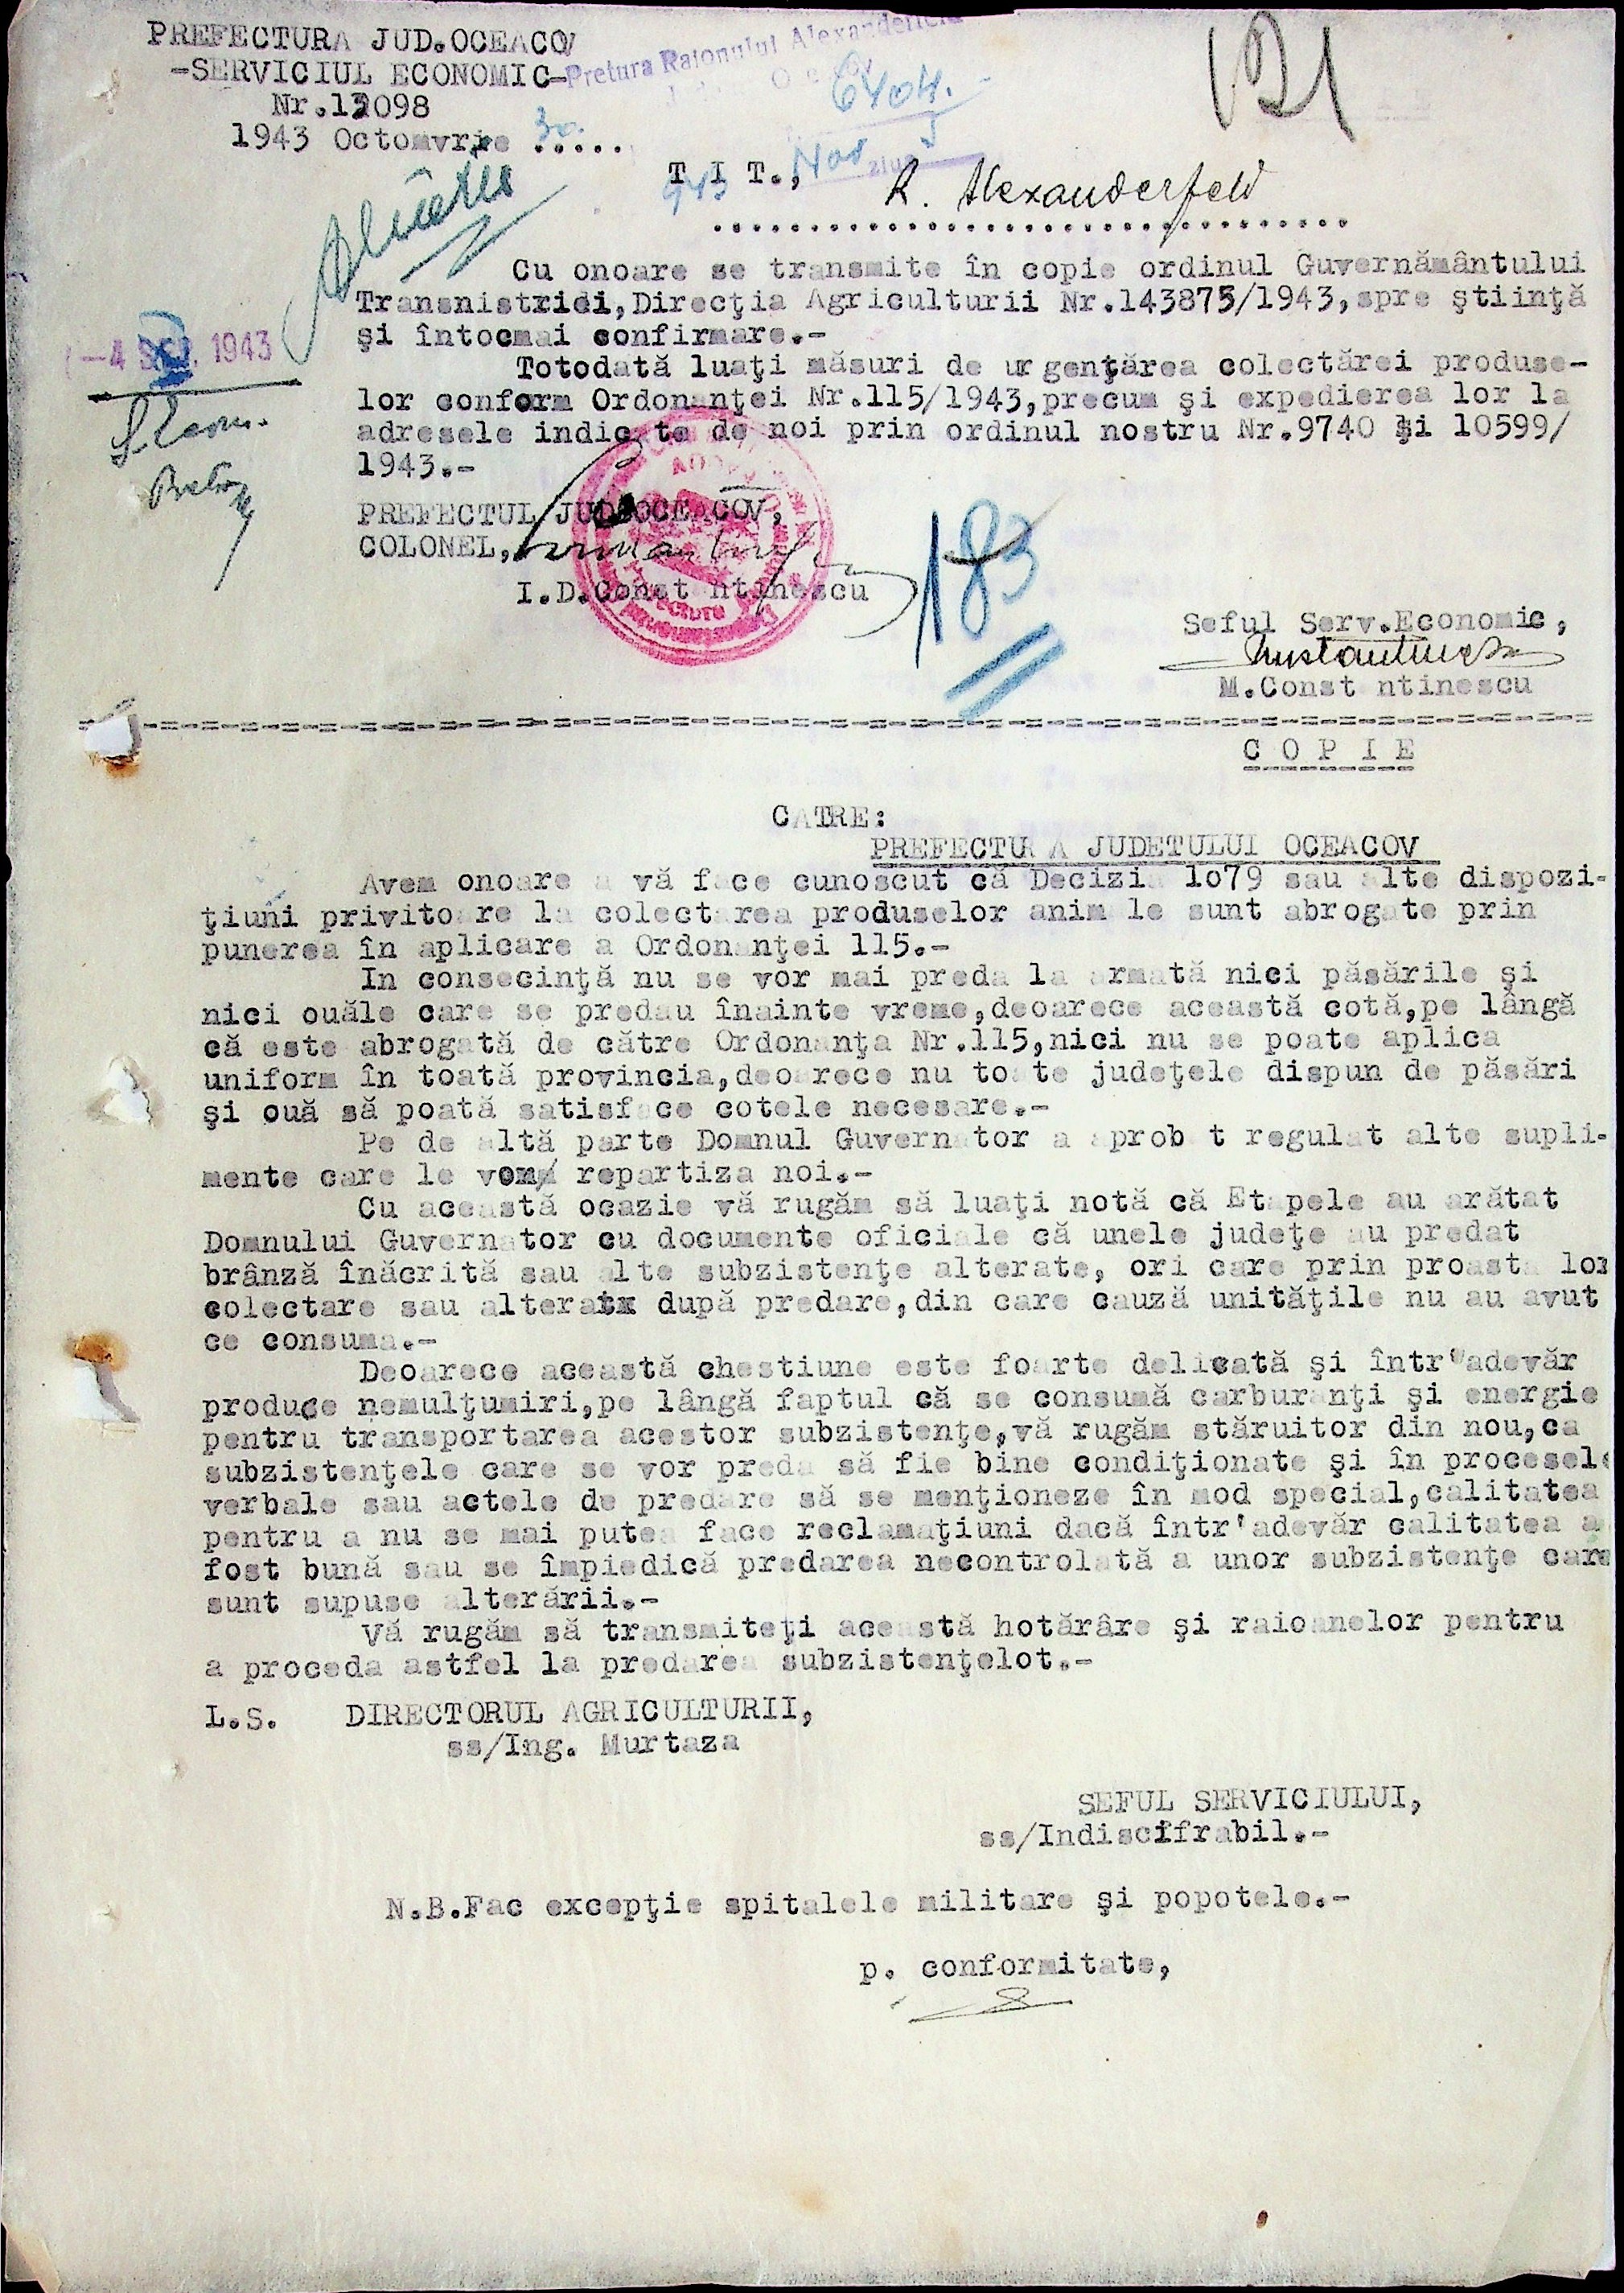 PREFECTURA JUD.OCEACOV
-SERVICIUL ECONOMIC-
Nr.13098
1943 Octomvrie 30.....
Pretura Raionului
6404.
Nov 5
ziua
943
121
T I T.,
R. Alexanderfeld
Cu onoare se transmite în copie ordinul Guvernământului
Transnistriei,Direcţia Agriculturii Nr.143875/1943,spre ştiinţă
şi întocmai confirmare.-
-4 1943
Totodată luaţi măsuri de urgenţărea colectărei produse-
lor conform Ordonanţei Nr.115/1943,precum şi expedierea lor la
adresele indicate de noi prin ordinul nostru Nr.9740 şi 10599/
1943.-
PREFECTUL JUD.OCEACOV,
COLONEL,
I.D.Const ntinescu
183
Seful Serv.Economic,
M.Const ntinescu
C O P I E
CATRE:
PREFECTU A JUDETULUI OCEACOV
Avem onoare a vă face cunoscut că Decizia 1o79 sau alte dispozi-
ţiuni privitoare la colectarea produselor animale sunt abrogate prin
punerea în aplicare a Ordonanţei 115.-
In consecinţă nu se vor mai preda la armată nici păsările şi
nici ouăle care se predau înainte vreme,deoarece această cotă,pe lângă
că este abrogată de către Ordonanţa Nr.115,nici nu se poate aplica
uniform în toată provincia,deoarece nu toate judeţele dispun de păsări
şi ouă să poată satisface cotele necesare.-
Pe de altă parte Domnul Guvernator a aprobat regulat alte supli-
mente care le vom repartiza noi.-
Cu această ocazie vă rugăm să luaţi notă că Etapele au arătat
Domnului Guvernator cu documente oficiale că unele judeţe au predat
brânză înăcrită sau alte subzistenţe alterate, ori care prin proasta lor
colectare sau alteratx după predare,din care cauză unităţile nu au avut
ce consuma.-
Deoarece această chestiune este foarte delicată şi într'adevăr
produce nemulţumiri,pe lângă faptul că se consumă carburanţi şi energie
pentru transportarea acestor subzistenţe,vă rugăm stăruitor din nou,ca
subzistenţele care se vor preda să fie bine condiţionate şi în procesele
verbale sau actele de predare să se menţioneze în mod special,calitatea
pentru a nu se mai putea face reclamaţiuni dacă într'adevăr calitatea a
fost bună sau se împiedică predarea necontrolată a unor subzistenţe care
sunt supuse alterării.-
Vă rugăm să transmiteţi această hotărâre şi raioanelor pentru
a proceda astfel la predarea subzistenţelot.-
L.S. DIRECTORUL AGRICULTURII,
ss/Ing. Murtaza
SEFUL SERVICIULUI,
ss/Indiscifrabil.-
N.B.Fac excepţie spitalele militare şi popotele.-
p. conformitate,